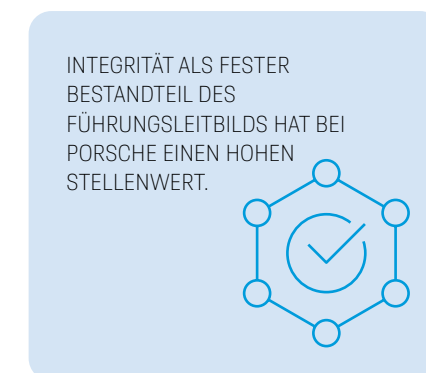 INTEGRITÄT ALS FESTER
BESTANDTEIL DES
FÜHRUNGSLEITBILDS HAT BEI
PORSCHE EINEN HOHEN
STELLENWERT.